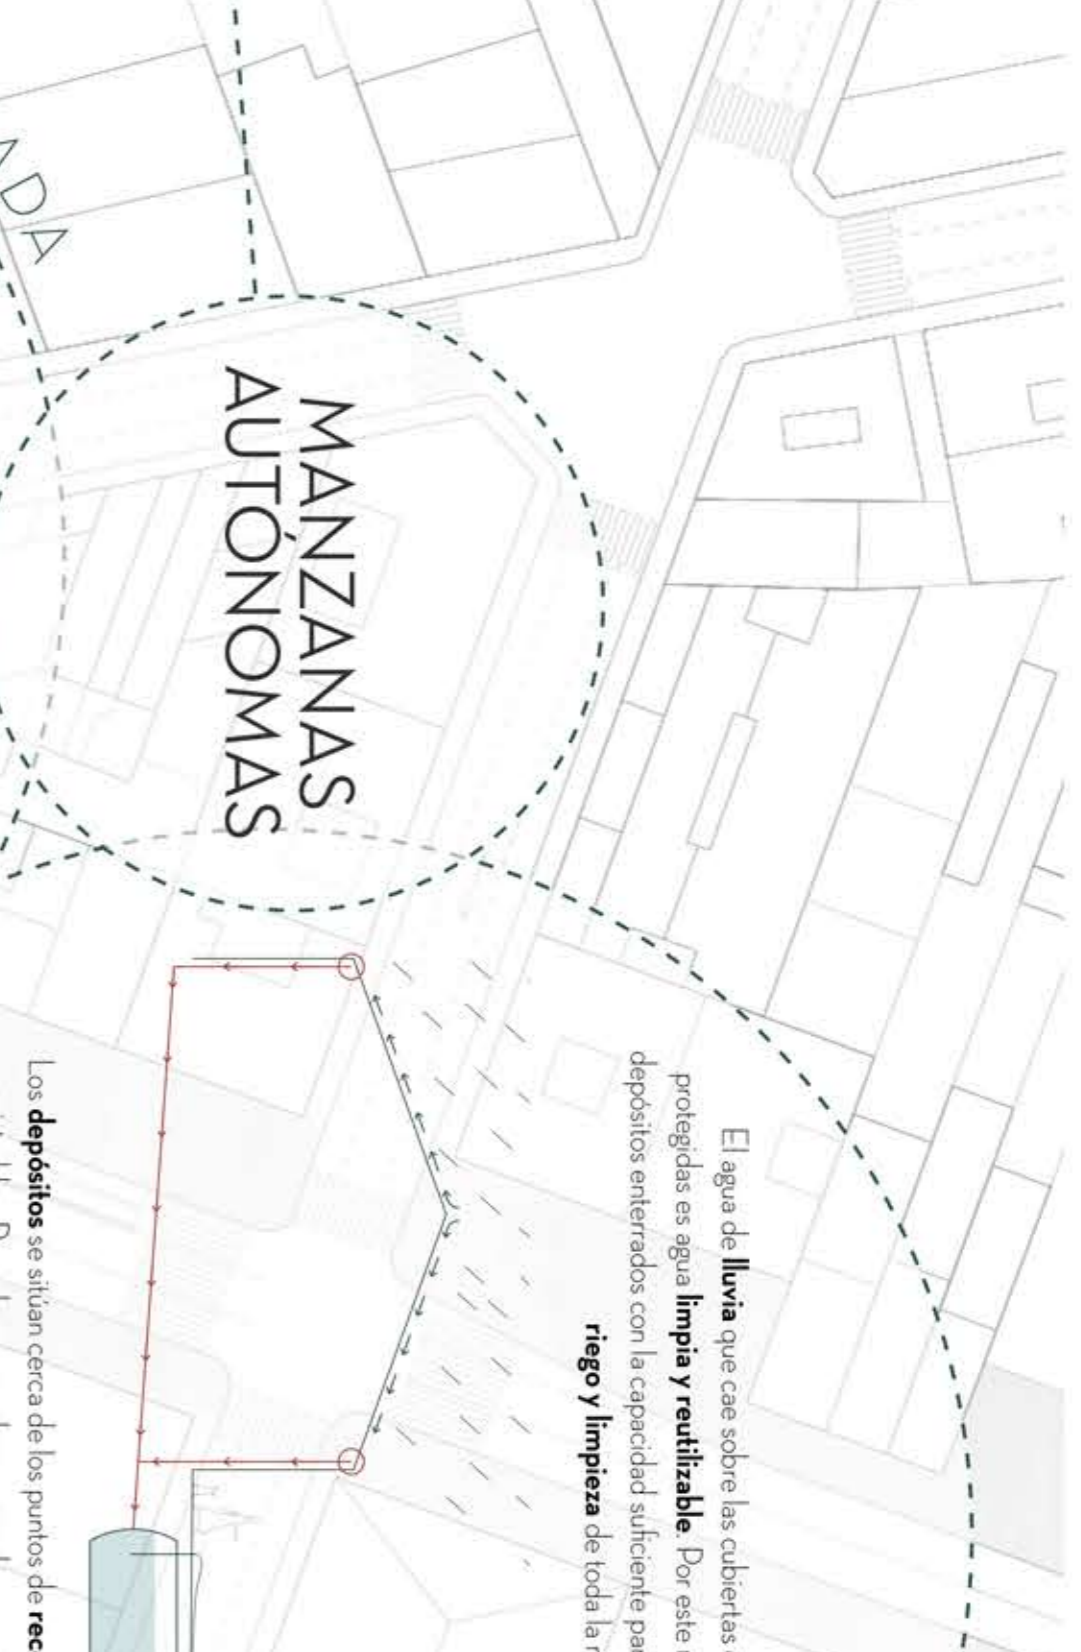 ADA
MANZANAS
AUTÓNOMAS
El agua de lluvia que cae sobre las cubiertas
protegidas es agua limpia y reutilizable. Por este
depósitos enterrados con la capacidad suficiente
riego y limpieza de toda la
Los depósitos se sitúan cerca de los puntos de